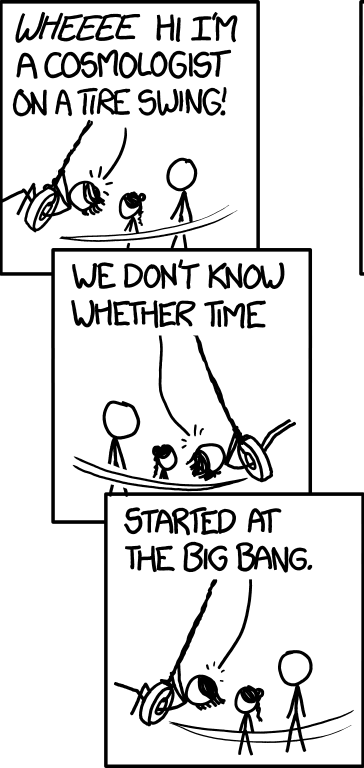 WHEEEE HI I'M
A COSMOLOGIST
ON A TIRE SWING!
WE DON'T KNOW
WHETHER TIME
STARTED AT
THE BIG BANG.